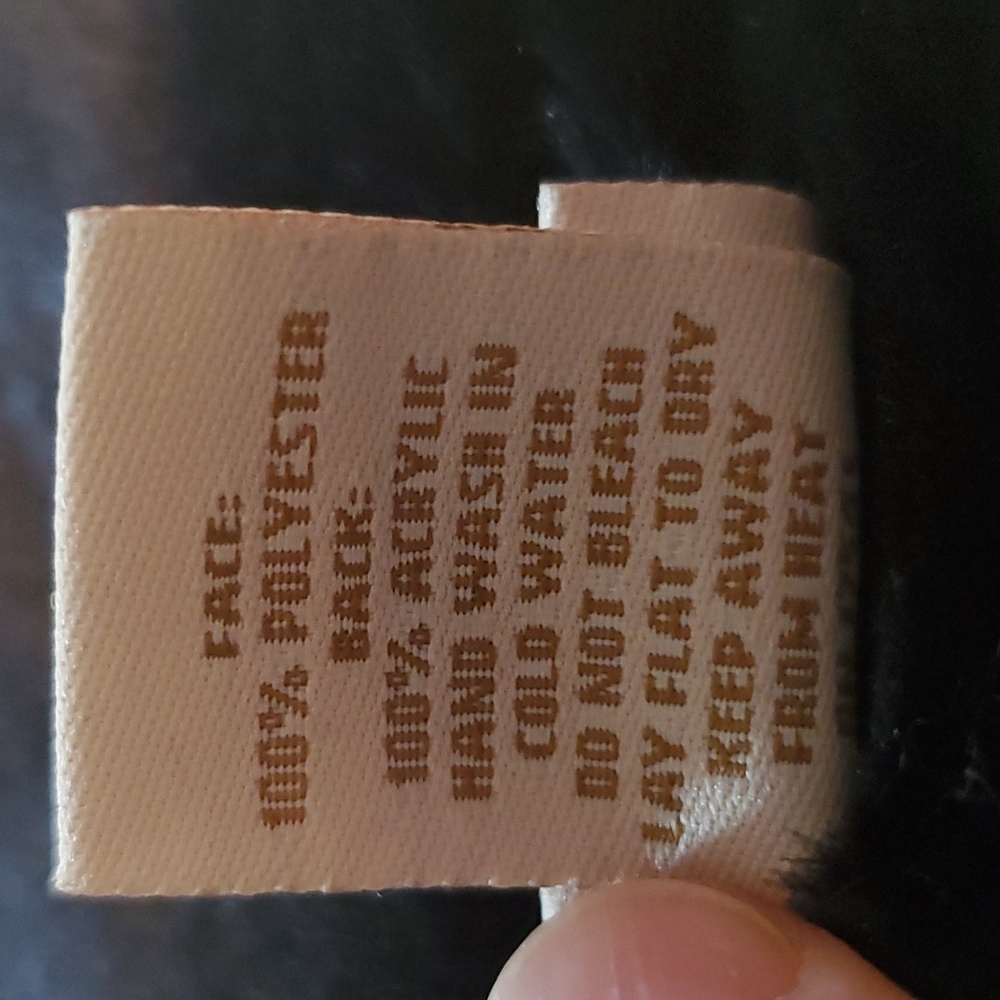 FACE:
100% POLYESTER
BACK:
100% ACRYLIC
HAND WASH IN
COLD WATER
DO NOT BLEACH
LAY FLAT TO DRY
KEEP AWAY
FROM HEAT